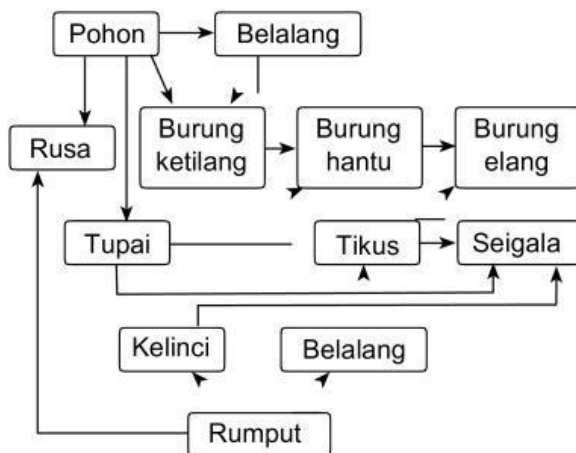 Pohon
Belalang
Rusa
Burung
ketilang
Burung
hantu
Burung
elang
Tupai
Tikus
Seigala
Kelinci
Belalang
Rumput